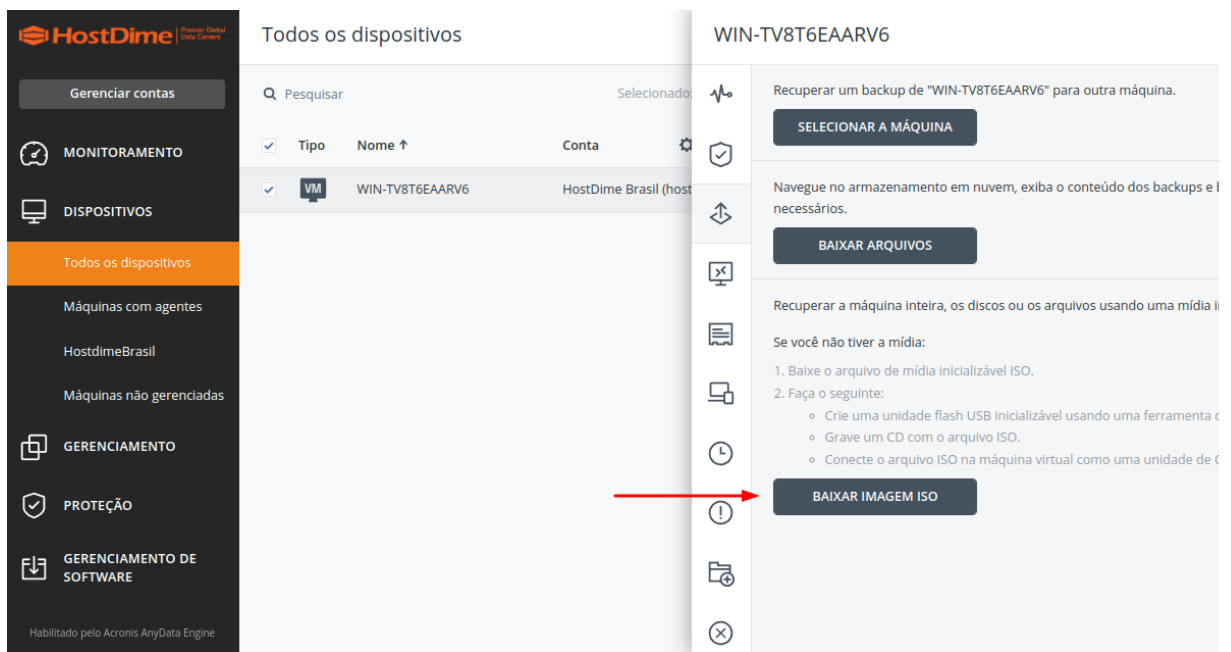 HostDime Premier Global Data Centers
Gerenciar contas
MONITORAMENTO
DISPOSITIVOS
Todos os dispositivos
Máquinas com agentes
HostdimeBrasil
Máquinas não gerenciadas
GERENCIAMENTO
PROTEÇÃO
GERENCIAMENTO DE
SOFTWARE
Habilitado pelo Acronis AnyData Engine
Todos os dispositivos
Pesquisar
Selecionado:
Tipo Nome Conta
VM WIN-TV8T6EAARV6 HostDime Brasil (host
WIN-TV8T6EAARV6
Recuperar um backup de "WIN-TV8T6EAARV6" para outra máquina.
SELECIONAR A MÁQUINA
Navegue no armazenamento em nuvem, exiba o conteúdo dos backups e
necessários.
BAIXAR ARQUIVOS
Recuperar a máquina inteira, os discos ou os arquivos usando uma mídia
Se você não tiver a mídia:
1. Baixe o arquivo de mídia inicializável ISO.
2. Faça o seguinte:
Crie uma unidade flash USB inicializável usando uma ferramenta
Grave um CD com o arquivo ISO.
Conecte o arquivo ISO na máquina virtual como uma unidade de
BAIXAR IMAGEM ISO